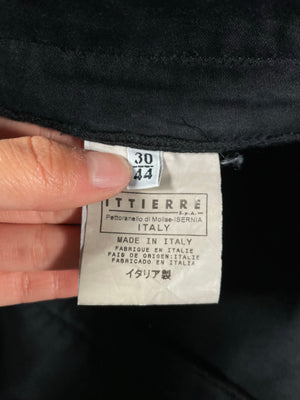 30
44
ITTIERRE
S.p.A.
Pettoranello di Molise-ISERNIA
ITALY
MADE IN ITALY
FABRIQUE EN ITALIE
PAIS DE ORIGEN:ITALIE
FABRICADO EN ITALIA
イタリア製